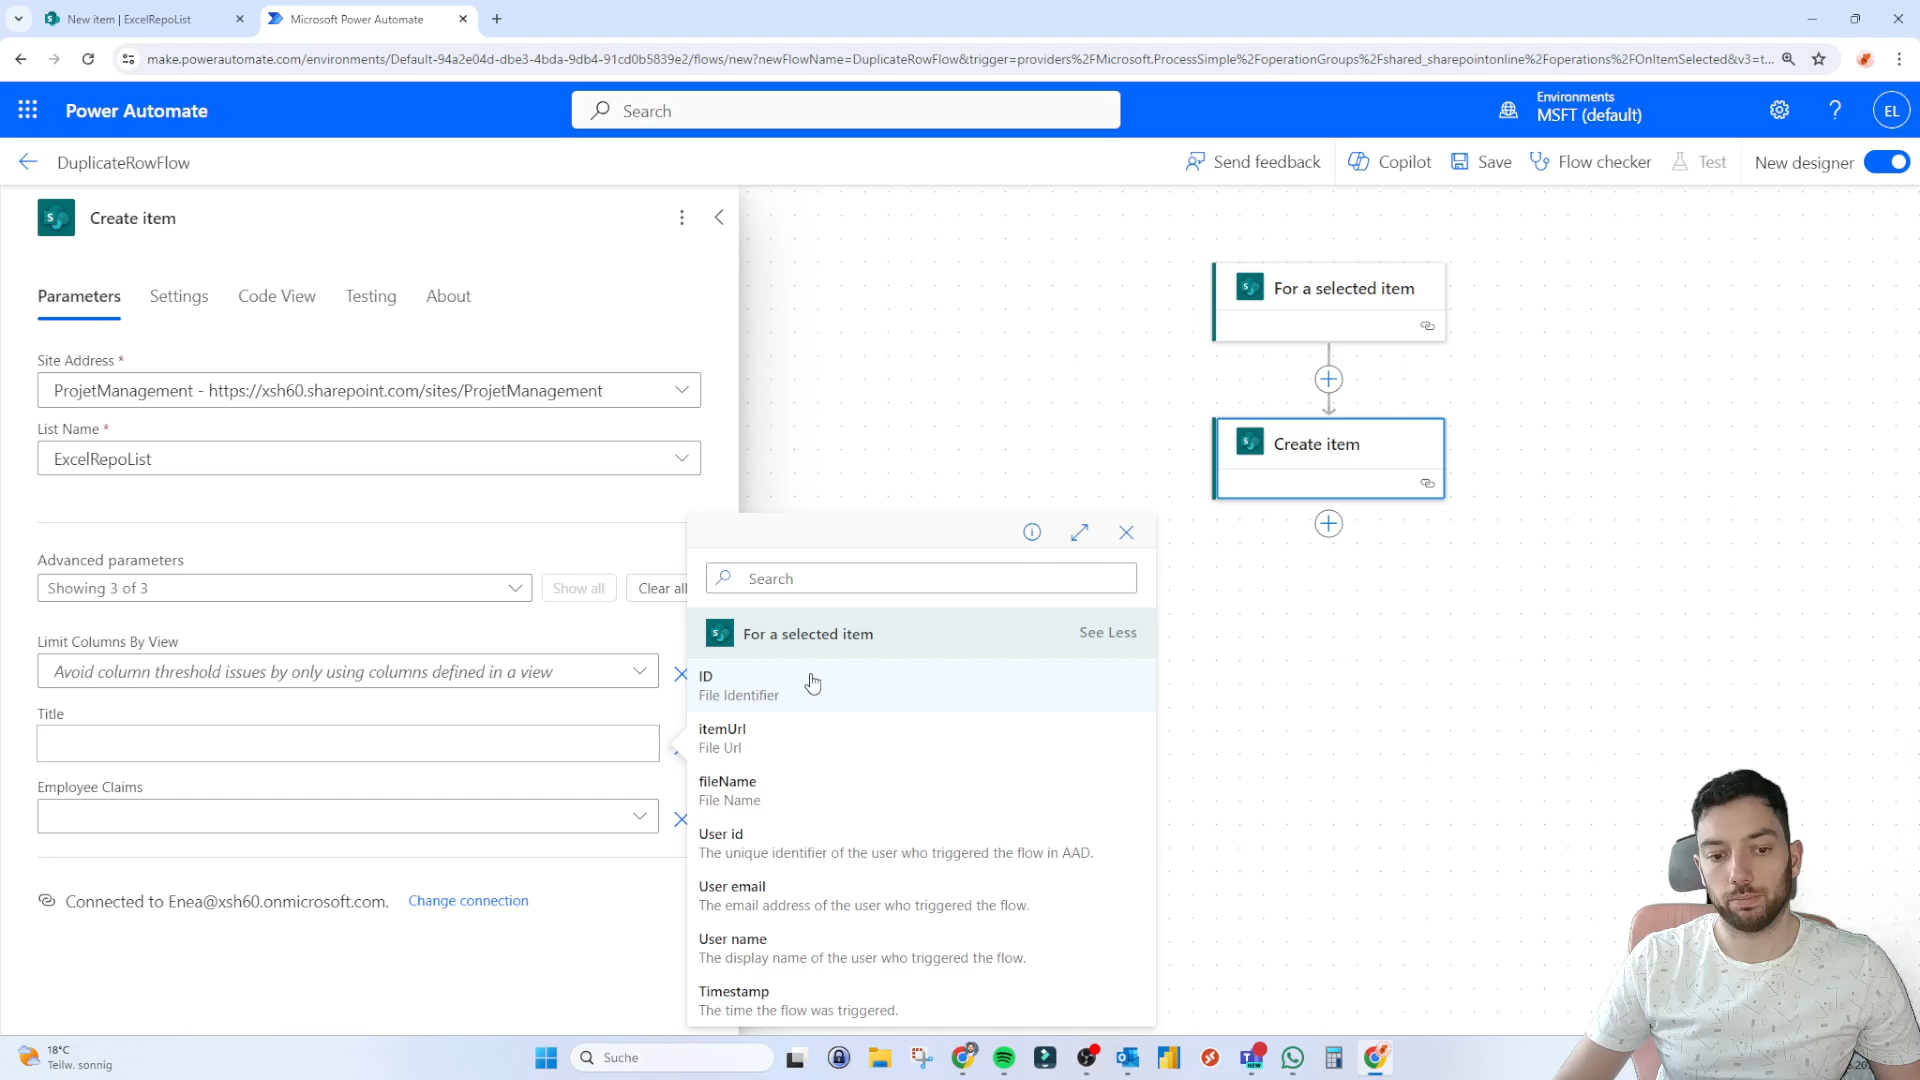 New item | ExcelRepoList
Microsoft Power Automate
make.powerautomate.com/environments/Default-94a2e04d-dbe3-4bda-9db4-91cd0b5839e2/flows/new?newFlowName=DuplicateRowFlow&trigger=providers%2FMicrosoft.ProcessSimple%2FoperationGroups%2Fshared_sharepointonline%2Foperations%2FOnItemSelected&v3=t...
Power Automate
Search
Environments
MSFT (default)
?
EL
DuplicateRowFlow
Send feedback
Copilot
Save
Flow checker
Test
New designer
Create item
Parameters
Settings
Code View
Testing
About
Site Address *
ProjetManagement - https://xsh60.sharepoint.com/sites/ProjetManagement
List Name *
ExcelRepoList
Advanced parameters
Showing 3 of 3
Show all
Clear all
Limit Columns By View
Avoid column threshold issues by only using columns defined in a view
Title
Employee Claims
Connected to Enea@xsh60.onmicrosoft.com.
Change connection
For a selected item
Create item
Search
For a selected item
See Less
ID
File Identifier
itemUrl
File Url
fileName
File Name
User id
The unique identifier of the user who triggered the flow in AAD.
User email
The email address of the user who triggered the flow.
User name
The display name of the user who triggered the flow.
Timestamp
The time the flow was triggered.
18°C
Teilw. sonnig
Suche
NEW